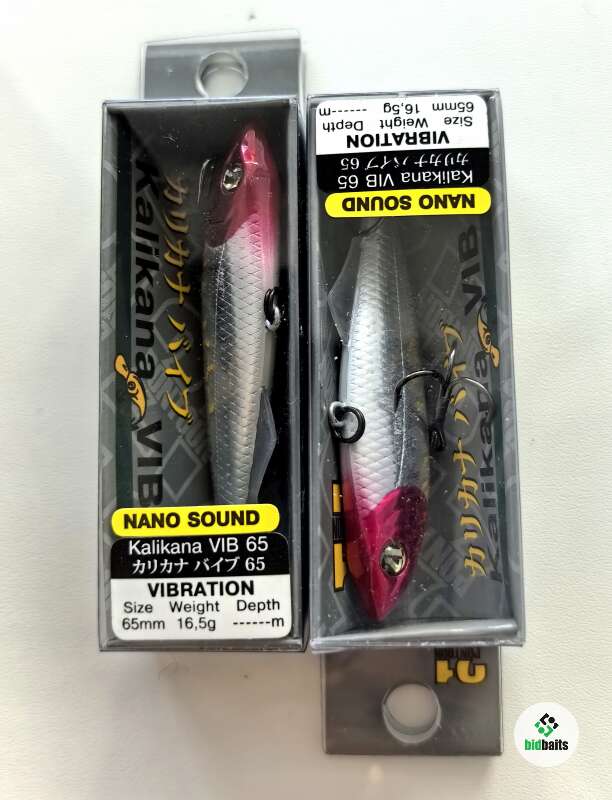 Kalikana VIB
カリカナ バイブ
NANO SOUND
Kalikana VIB 65
カリカナ バイブ 65
VIBRATION
Size Weight Depth
65mm 16,5g ------m
NANO SOUND
Kalikana VIB 65
カリカナ バイブ 65
VIBRATION
Size Weight Depth
65mm 16,5g ------m
カリカナ バイブ
Kalikana VIB
21
PONTOON
bidbaits